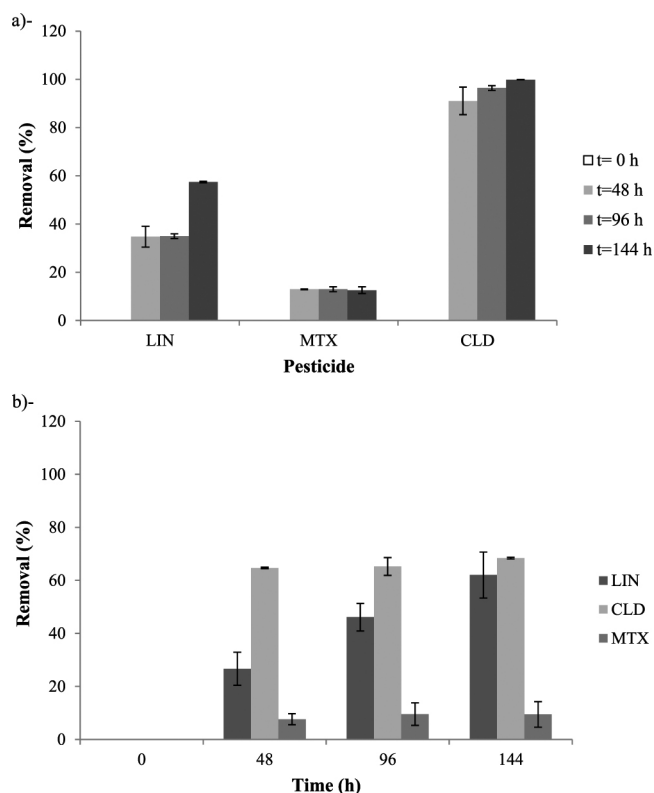 a)-
120
100
80
60
40
20
0
Removal (%)
LIN MTX CLD
Pesticide
t= 0 h
t=48 h
t=96 h
t=144 h
b)-
120
100
80
60
40
20
0
Removal (%)
0 48 96 144
Time (h)
LIN
CLD
MTX